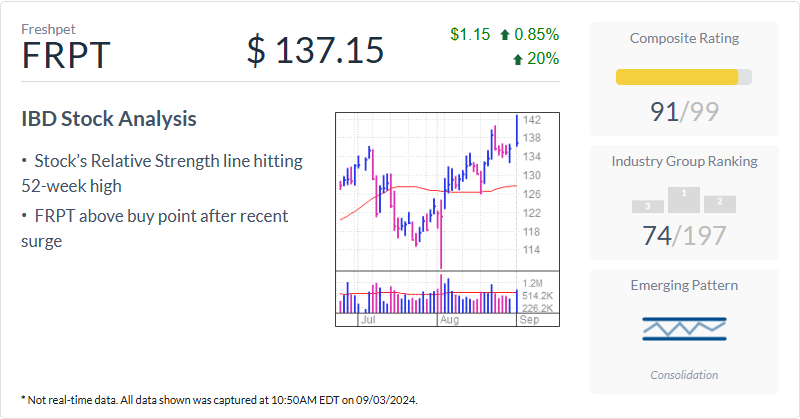 Freshpet
FRPT
$ 137.15
$1.15 0.85%
20%
IBD Stock Analysis
• Stock's Relative Strength line hitting
52-week high
• FRPT above buy point after recent
surge
142
138
134
130
126
122
118
114
1.2M
514.2K
226.2K
Jul Aug Sep
Composite Rating
91/99
Industry Group Ranking
3 1 2
74/197
Emerging Pattern
Consolidation
* Not real-time data. All data shown was captured at 10:50AM EDT on 09/03/2024.